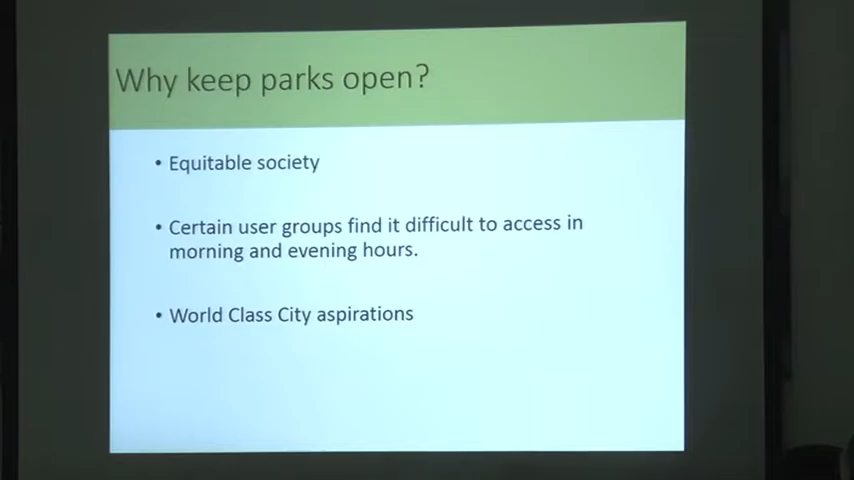 Why keep parks open?
• Equitable society
• Certain user groups find it difficult to access in
morning and evening hours.
• World Class City aspirations